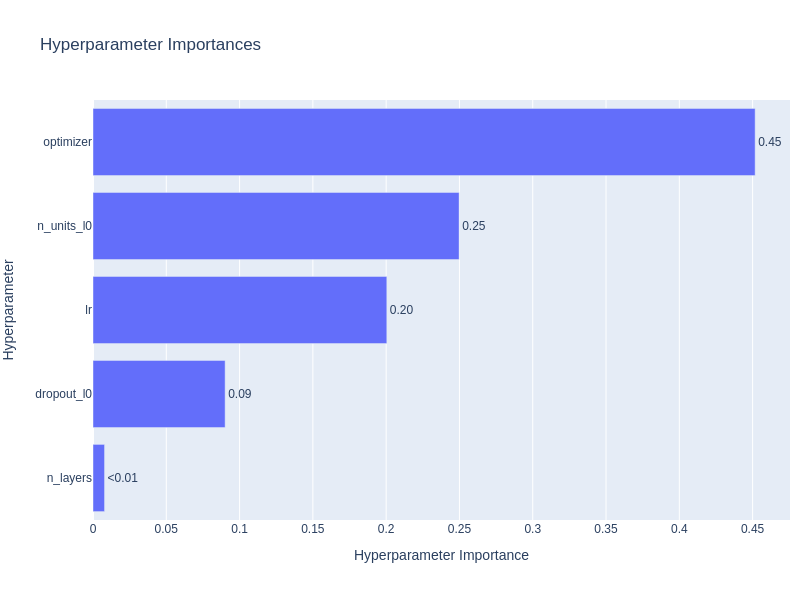 Hyperparameter Importances
optimizer
0.45
n_units_l0
0.25
lr
0.20
dropout_l0
0.09
n_layers
<0.01
Hyperparameter
0 0.05 0.1 0.15 0.2 0.25 0.3 0.35 0.4 0.45
Hyperparameter Importance